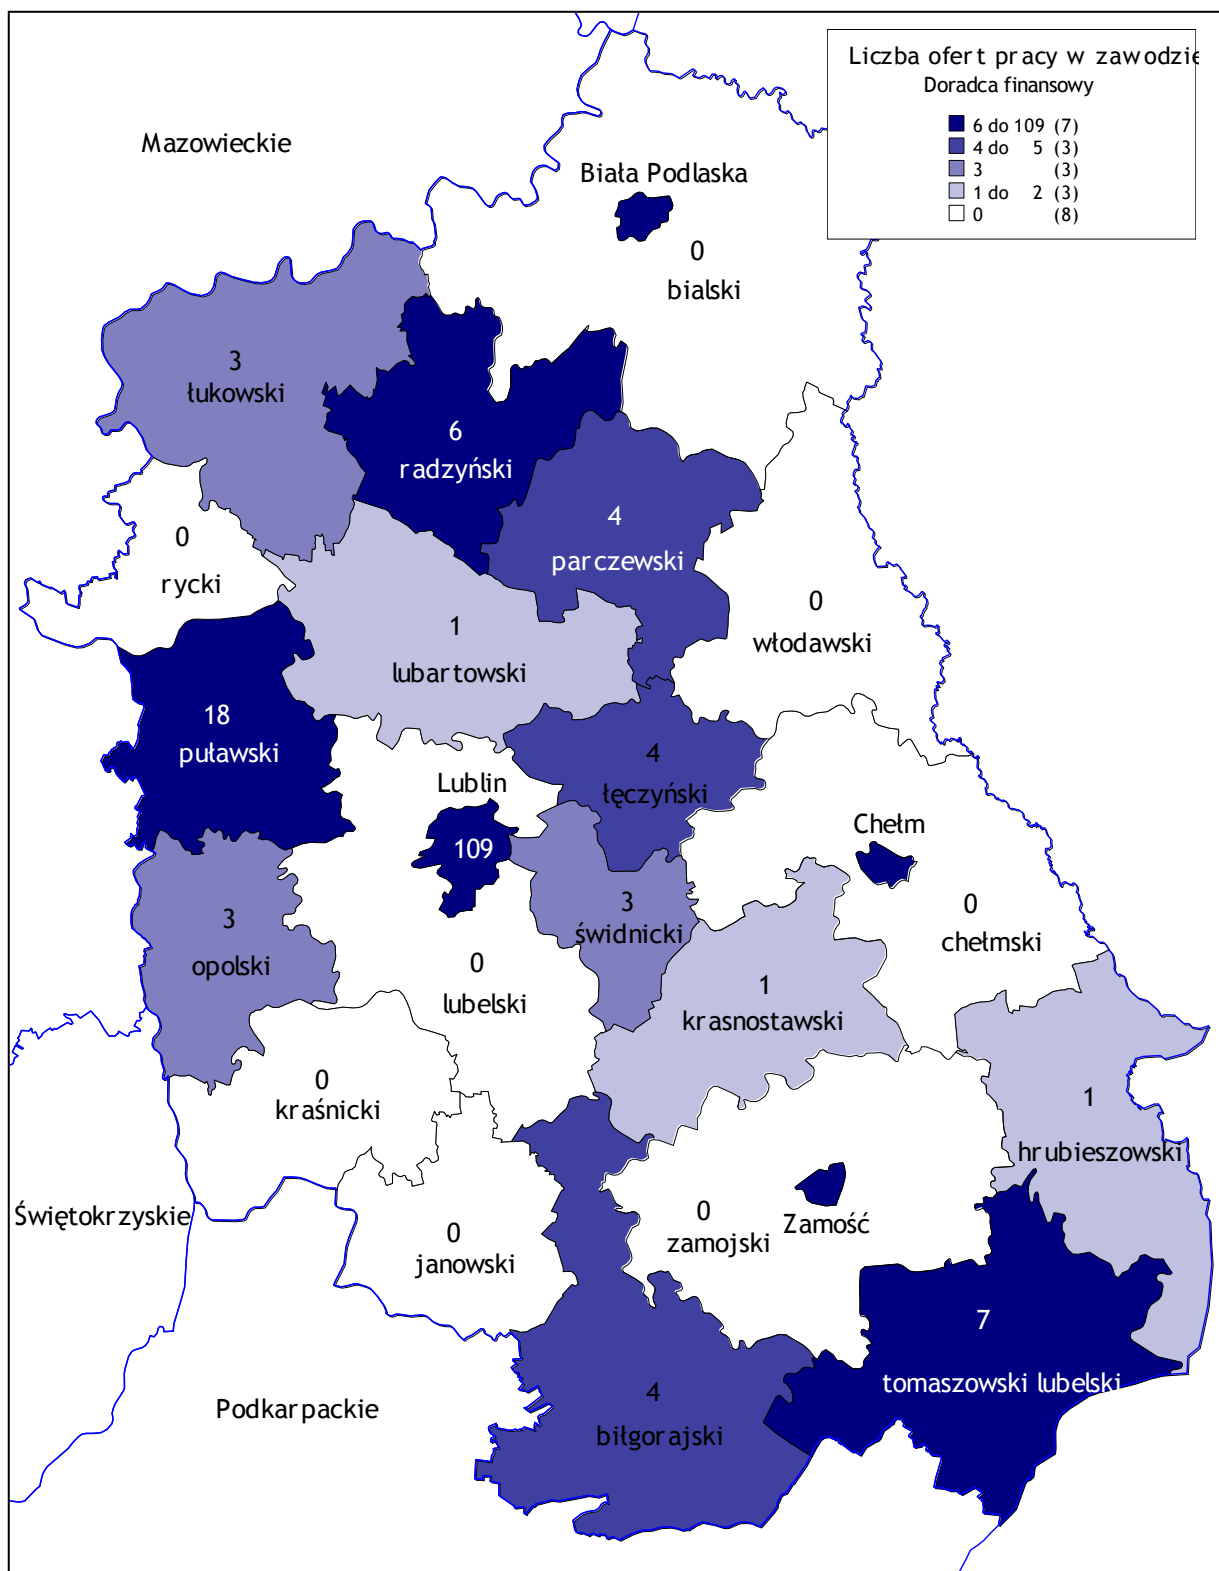 Liczba ofert pracy w zawodzie
Doradca finansowy
6 do 109 (7)
4 do 5 (3)
3 (3)
1 do 2 (3)
0 (8)
Mazowieckie
Biała Podlaska
0
bialski
3
łukowski
6
radzyński
4
parczewski
0
rycki
0
włodawski
1
lubartowski
18
puławski
4
łęczyński
Lublin
109
Chełm
3
świdnicki
0
chełmski
3
opolski
0
lubelski
1
krasnostawski
0
kraśnicki
1
hrubieszowski
Świętokrzyskie
0
janowski
0
zamojski
Zamość
7
tomaszowski lubelski
4
biłgorajski
Podkarpackie